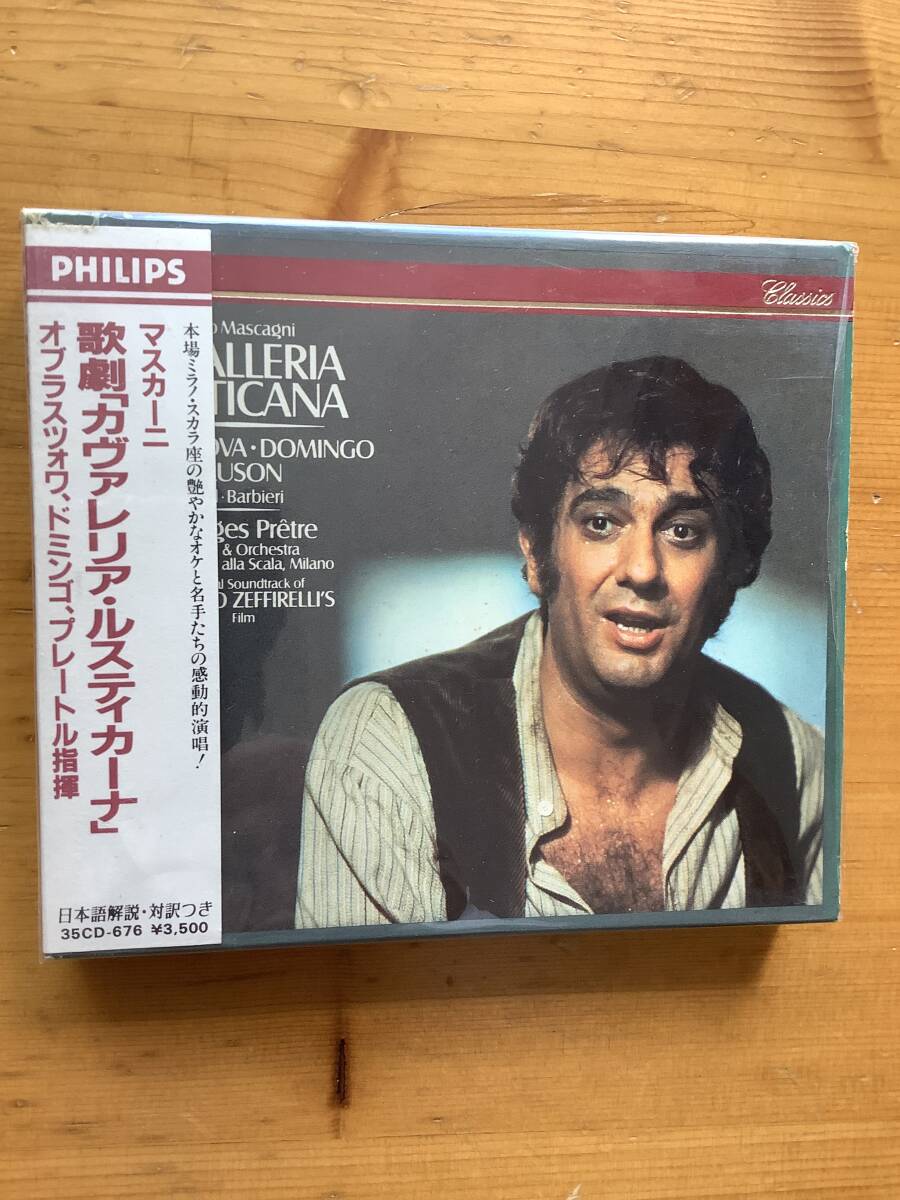 PHILIPS
本場ミラノ・スカラ座の艶やかなオケと名手たちの感動的演唱!
マスカーニ
歌劇「カヴァレリア・ルスティカーナ」
オブラスツォワ、ドミンゴ、プレートル指揮
日本語解説・対訳つき
35CD-676 ¥3,500
Classics
o Mascagni
ALLERIA
TICANA
OVA・DOMINGO
USON
・Barbieri
ges Prêtre
& Orchestra
alla Scala, Milano
al Soundtrack of
O ZEFFIRELLI'S
Film